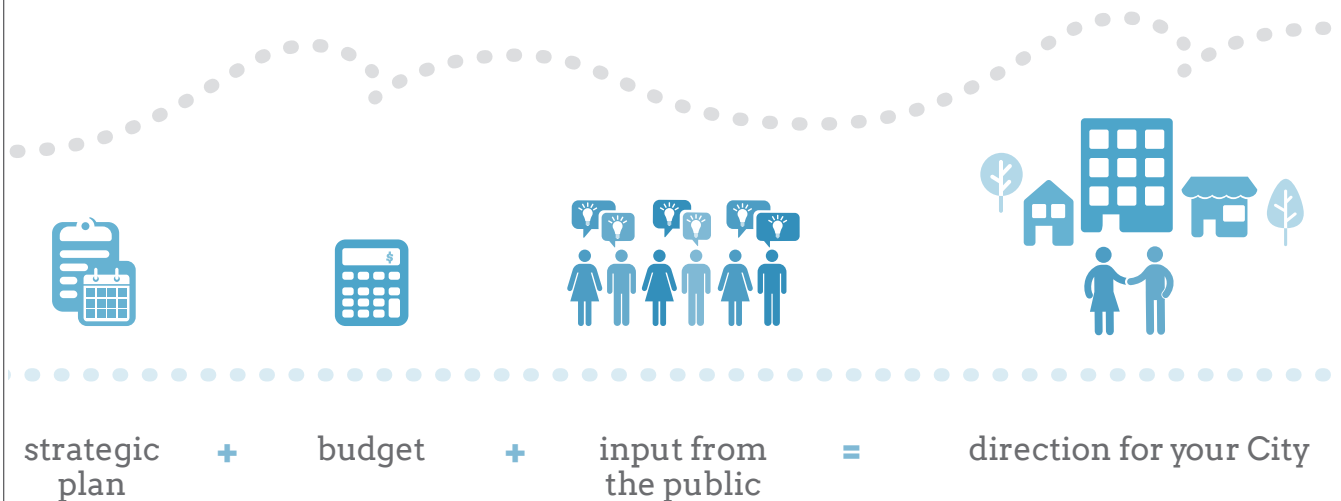 $
strategic + budget + input from = direction for your City
plan the public